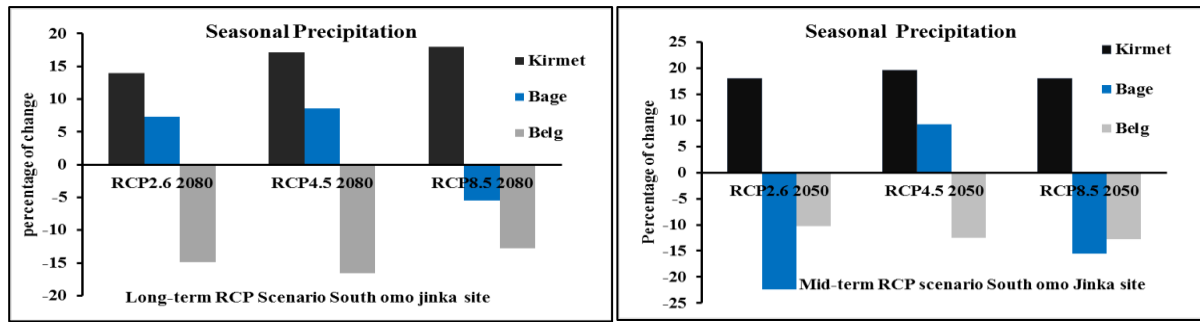 Seasonal Precipitation
percentage of change
20
15
10
5
0
-5
-10
-15
-20
Kirmet
Bage
Belg
RCP2.6 2080
RCP4.5 2080
RCP8.5 2080
Long-term RCP Scenario South omo jinka site
Seasonal Precipitation
Percentage of change
25
20
15
10
5
0
-5
-10
-15
-20
-25
Kirmet
Bage
Belg
RCP2.6 2050
RCP4.5 2050
RCP8.5 2050
Mid-term RCP scenario South omo Jinka site